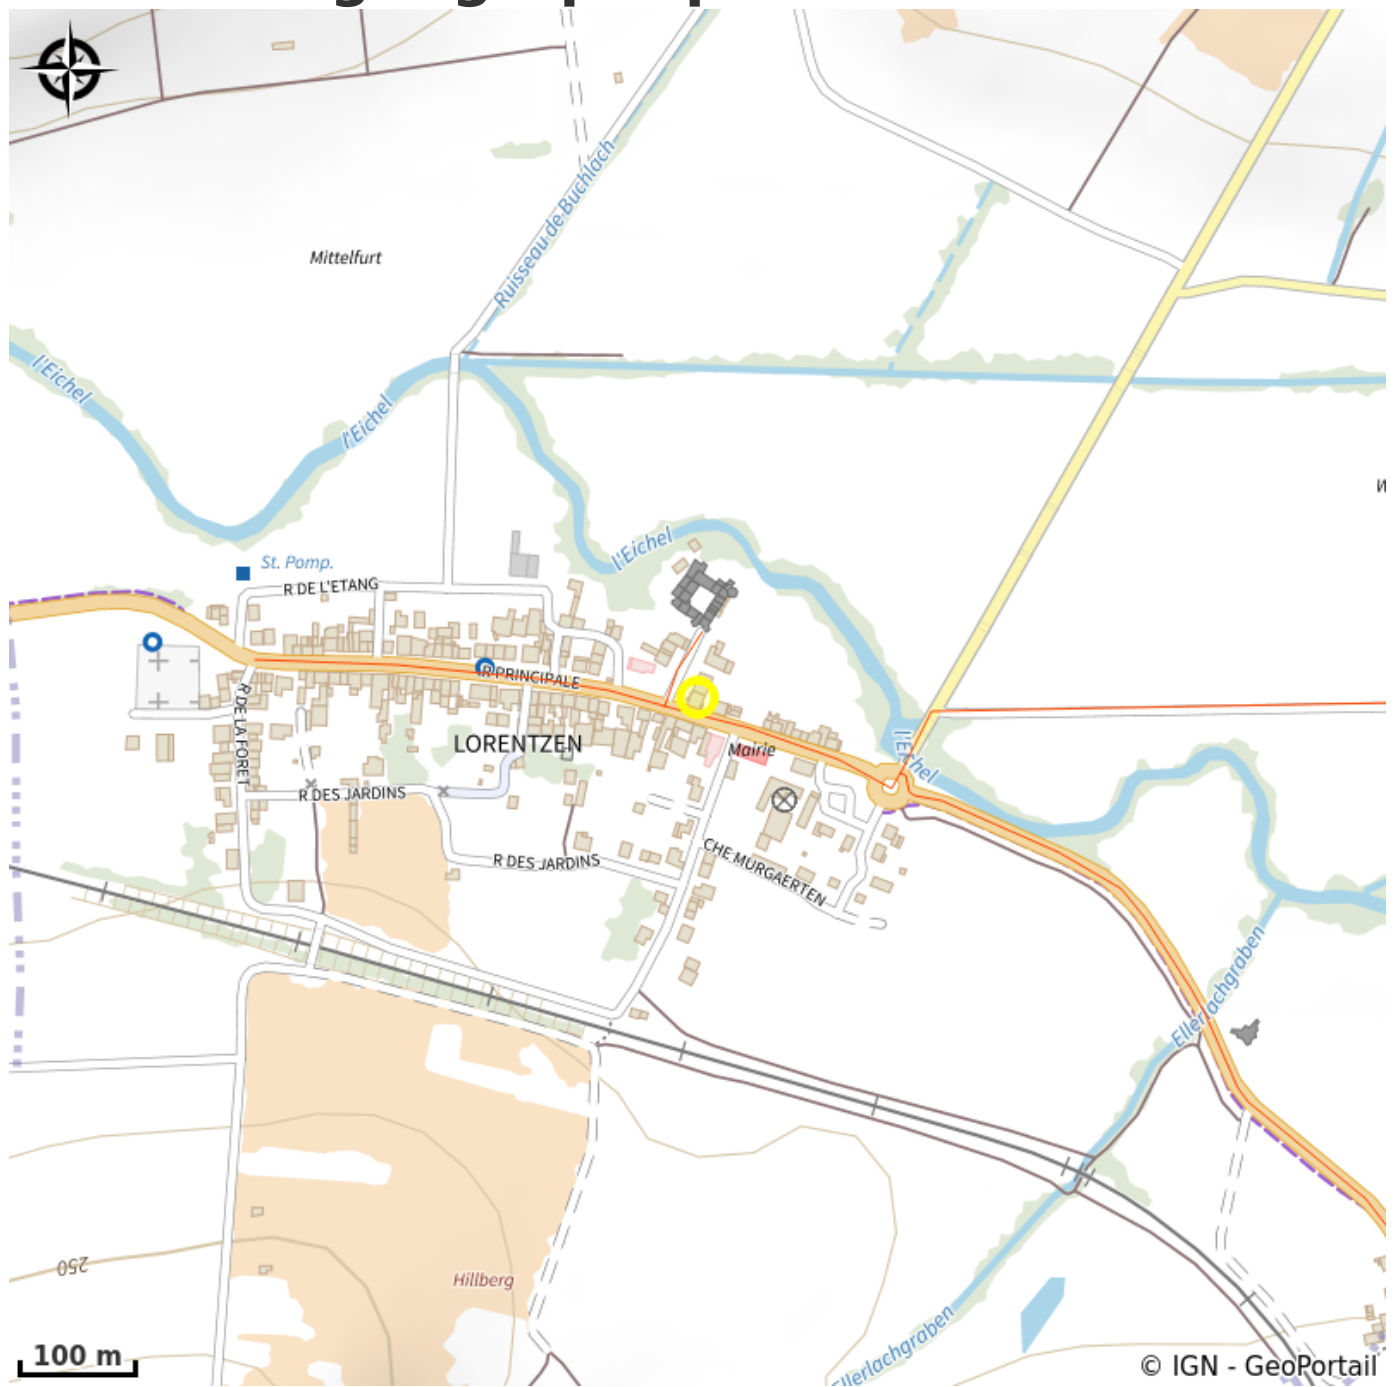 Ruisseau de Buchlach
Mittelfurt
l'Eichel
l'Eichel
l'Eichel
St. Pomp.
R DE L'ETANG
R PRINCIPALE
R DE LA FORET
LORENTZEN
Mairie
l'Eichel
R DES JARDINS
R DES JARDINS
CHE MURGAERTEN
Ellerlachgraben
250
Hillberg
Ellerlachgraben
100 m
© IGN - GeoPortail